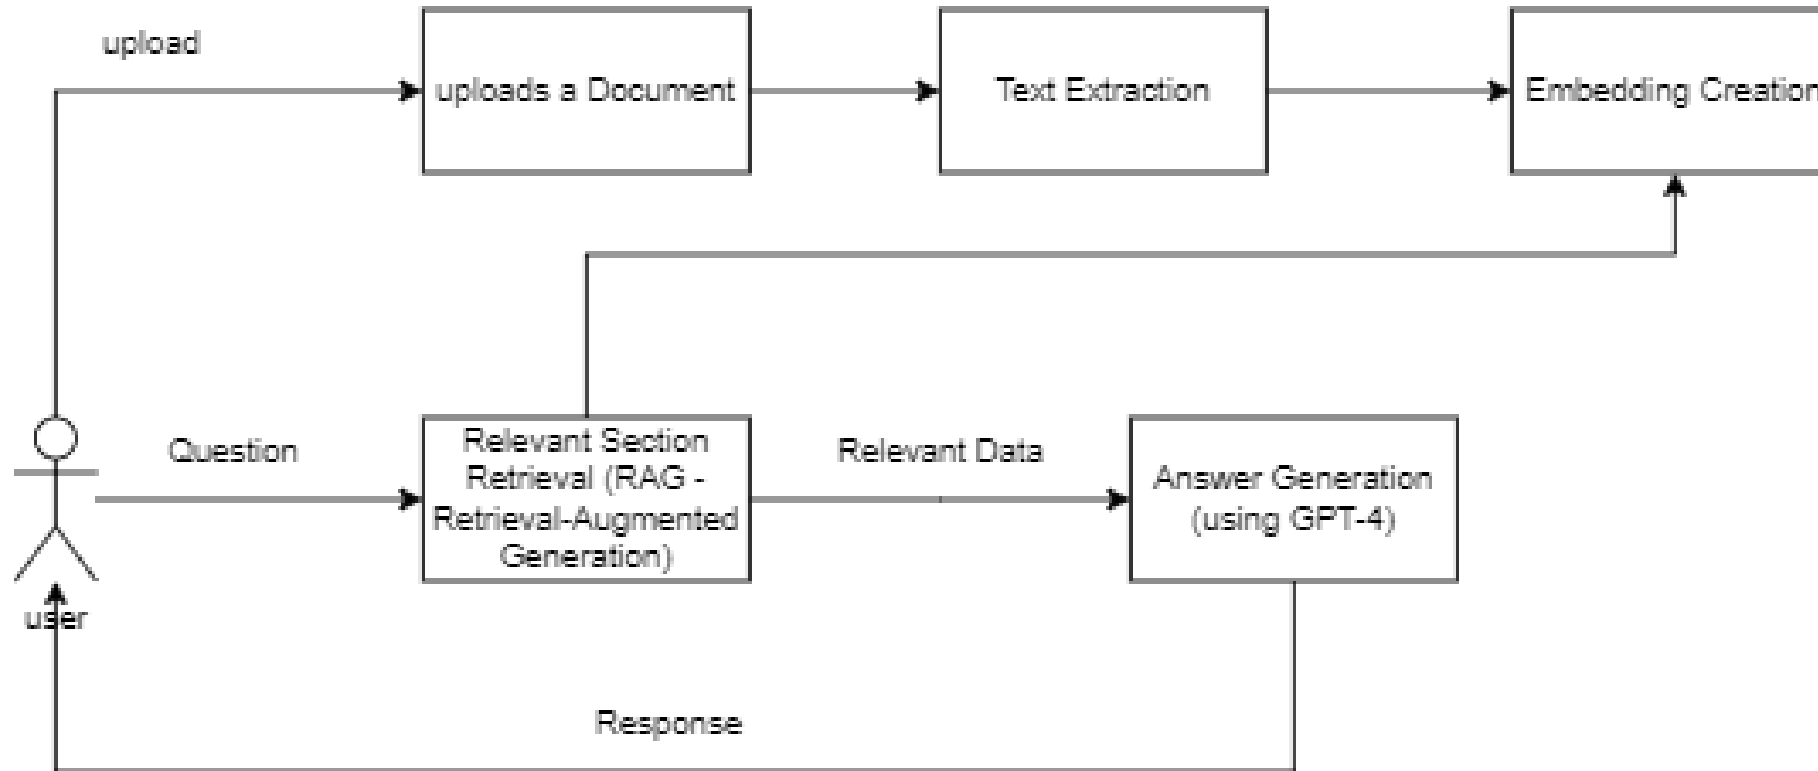 upload
uploads a Document
Text Extraction
Embedding Creation
Question
Relevant Section
Retrieval (RAG -
Retrieval-Augmented
Generation)
Relevant Data
Answer Generation
(using GPT-4)
user
Response